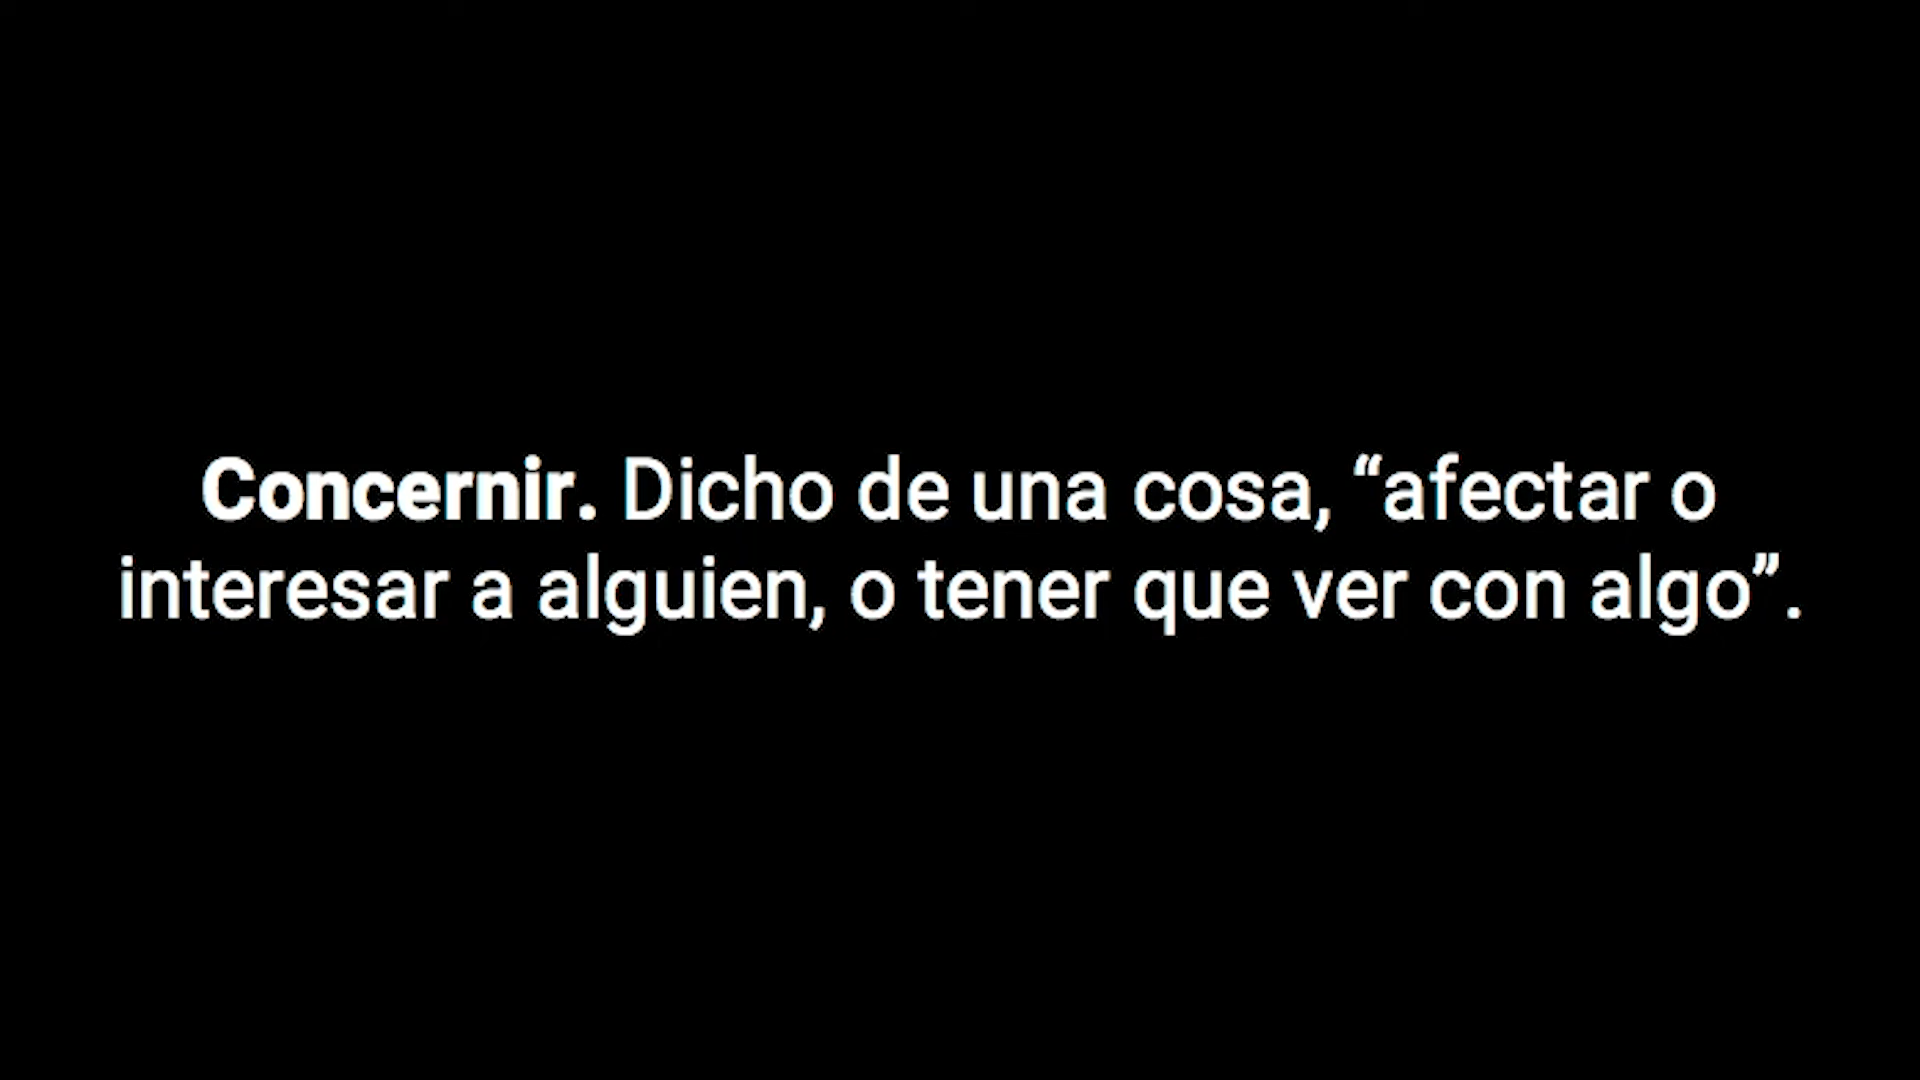 Concernir. Dicho de una cosa, “afectar o
interesar a alguien, o tener que ver con algo”.